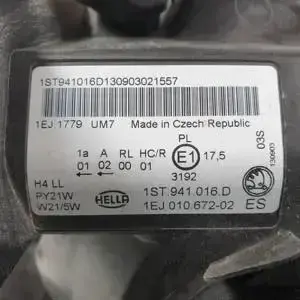 1ST941016D130903021557
1EJ 1779 UM7 Made in Czech Republic
PL
1a A RL HC/R E1 17,5
01 02 00 01
3192
03S
130903
H4 LL
PY21W
W21/5W
HELLA
1ST.941.016.D
1EJ 010.672-02
ES